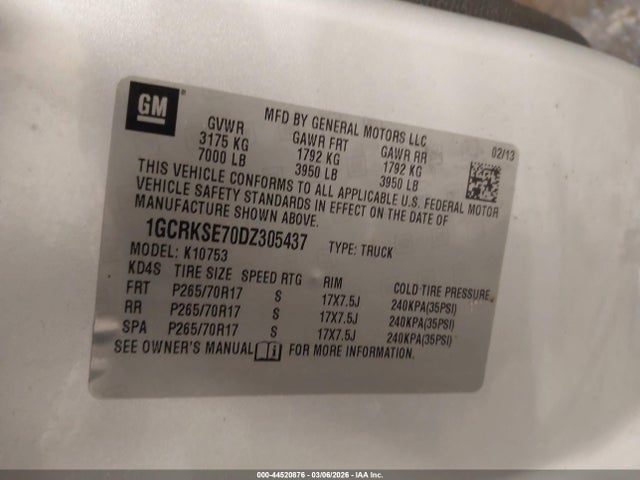 GM
MFD BY GENERAL MOTORS LLC
GVWR GAWR FRT GAWR RR 02/13
3175 KG 1792 KG 1792 KG
7000 LB 3950 LB 3950 LB
THIS VEHICLE CONFORMS TO ALL APPLICABLE U.S. FEDERAL MOTOR
VEHICLE SAFETY STANDARDS IN EFFECT ON THE DATE OF
MANUFACTURE SHOWN ABOVE.
1GCRKSE70DZ305437 TYPE: TRUCK
MODEL: K10753
KD4S TIRE SIZE SPEED RTG RIM COLD TIRE PRESSURE
FRT P265/70R17 S 17X7.5J 240KPA(35PSI)
RR P265/70R17 S 17X7.5J 240KPA(35PSI)
SPA P265/70R17 S 17X7.5J 240KPA(35PSI)
SEE OWNER'S MANUAL FOR MORE INFORMATION.
000-44520876 - 03/06/2026 - IAA Inc.